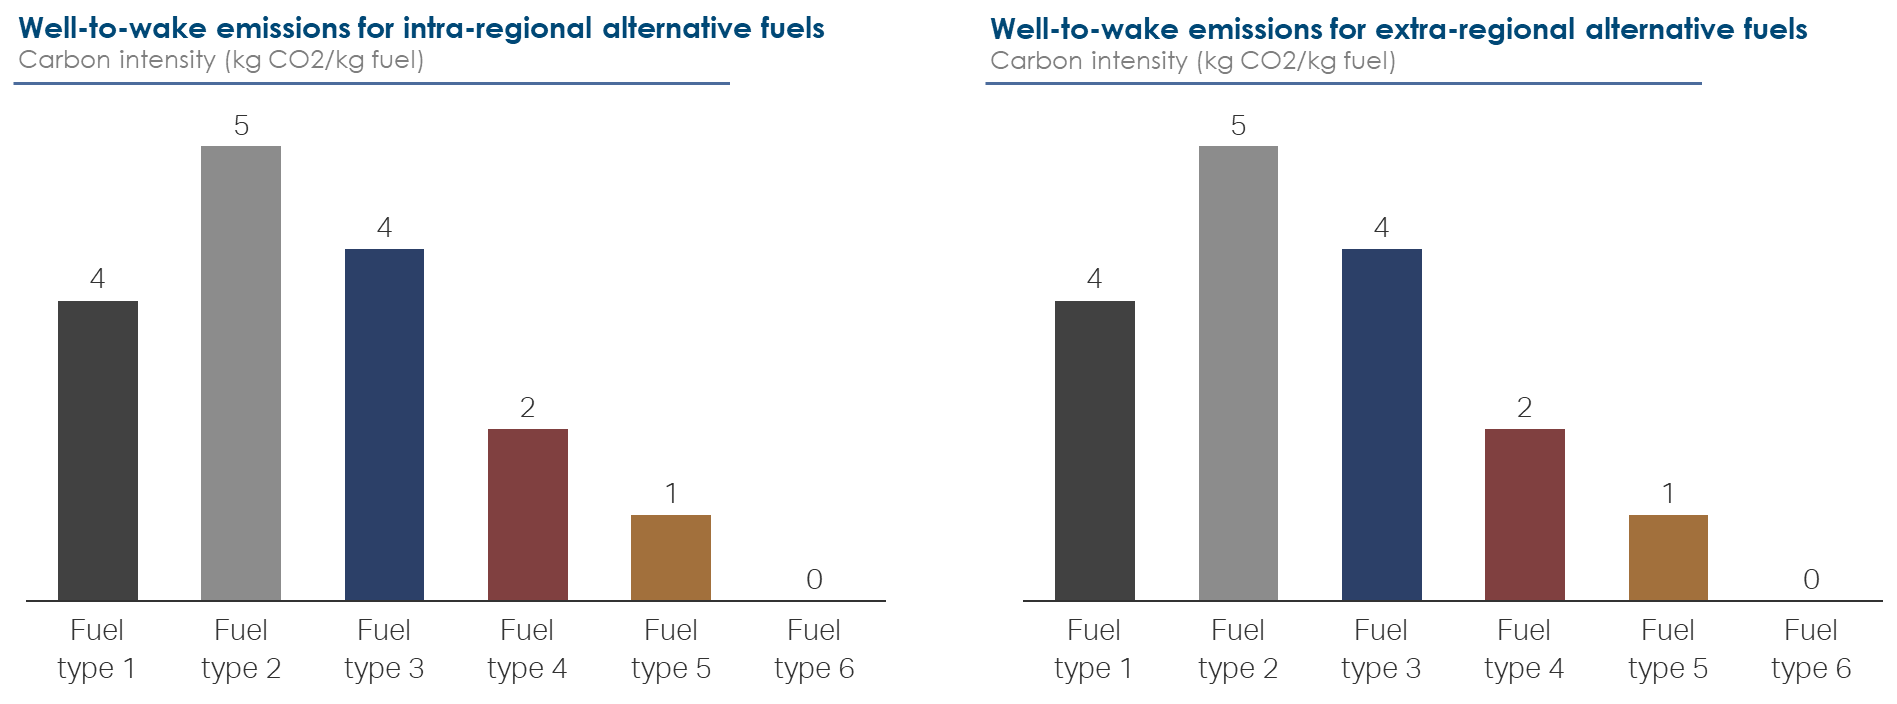 Well-to-wake emissions for intra-regional alternative fuels
Carbon intensity (kg CO2/kg fuel)
5
4
4
2
1
0
Fuel type 1
Fuel type 2
Fuel type 3
Fuel type 4
Fuel type 5
Fuel type 6
Well-to-wake emissions for extra-regional alternative fuels
Carbon intensity (kg CO2/kg fuel)
5
4
4
2
1
0
Fuel type 1
Fuel type 2
Fuel type 3
Fuel type 4
Fuel type 5
Fuel type 6